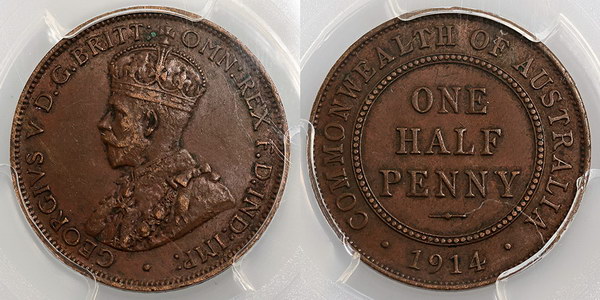 GEORGIVS V D.G.BRITT: OMN:REX F.D.IND:IMP:
COMMONWEALTH OF AUSTRALIA
ONE
HALF
PENNY
· 1914 ·